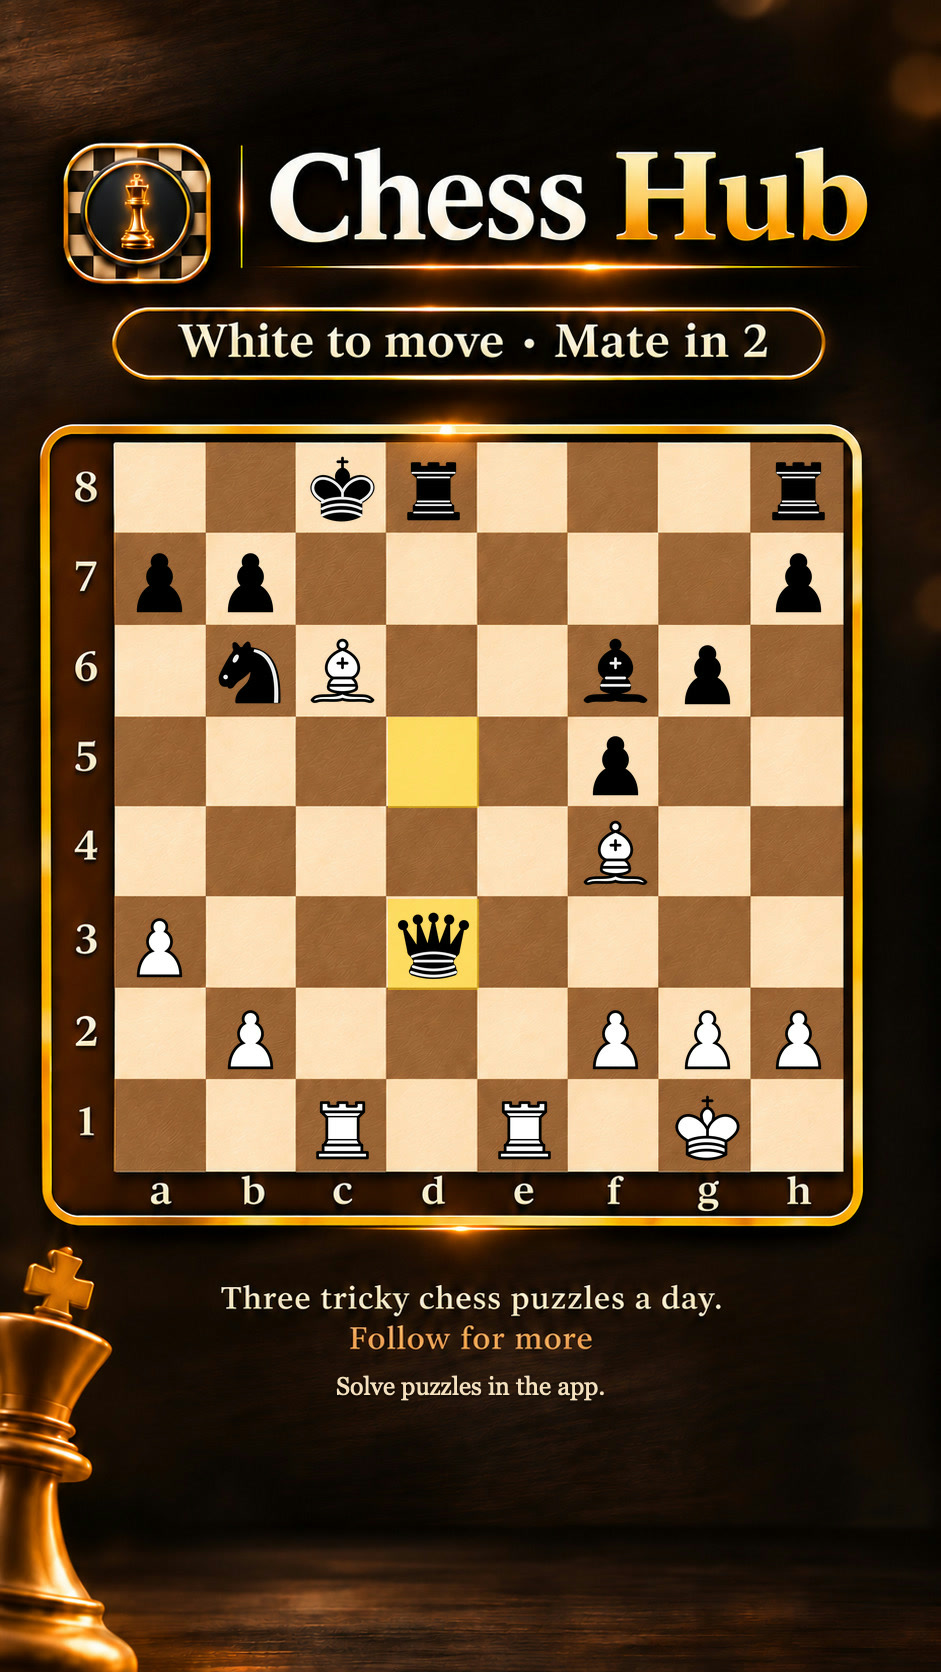 Chess Hub
White to move • Mate in 2
8
7
6
5
4
3
2
1
a b c d e f g h
Three tricky chess puzzles a day.
Follow for more
Solve puzzles in the app.